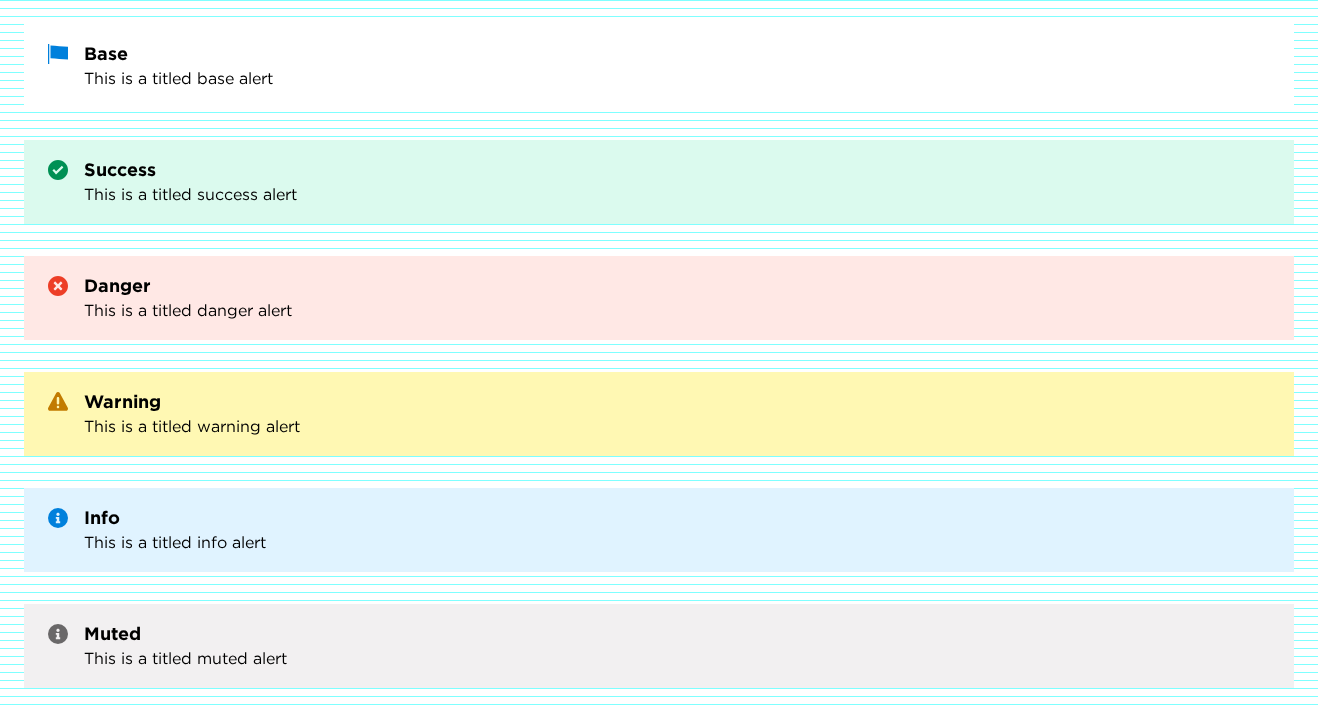 Base
This is a titled base alert
Success
This is a titled success alert
Danger
This is a titled danger alert
Warning
This is a titled warning alert
Info
This is a titled info alert
Muted
This is a titled muted alert